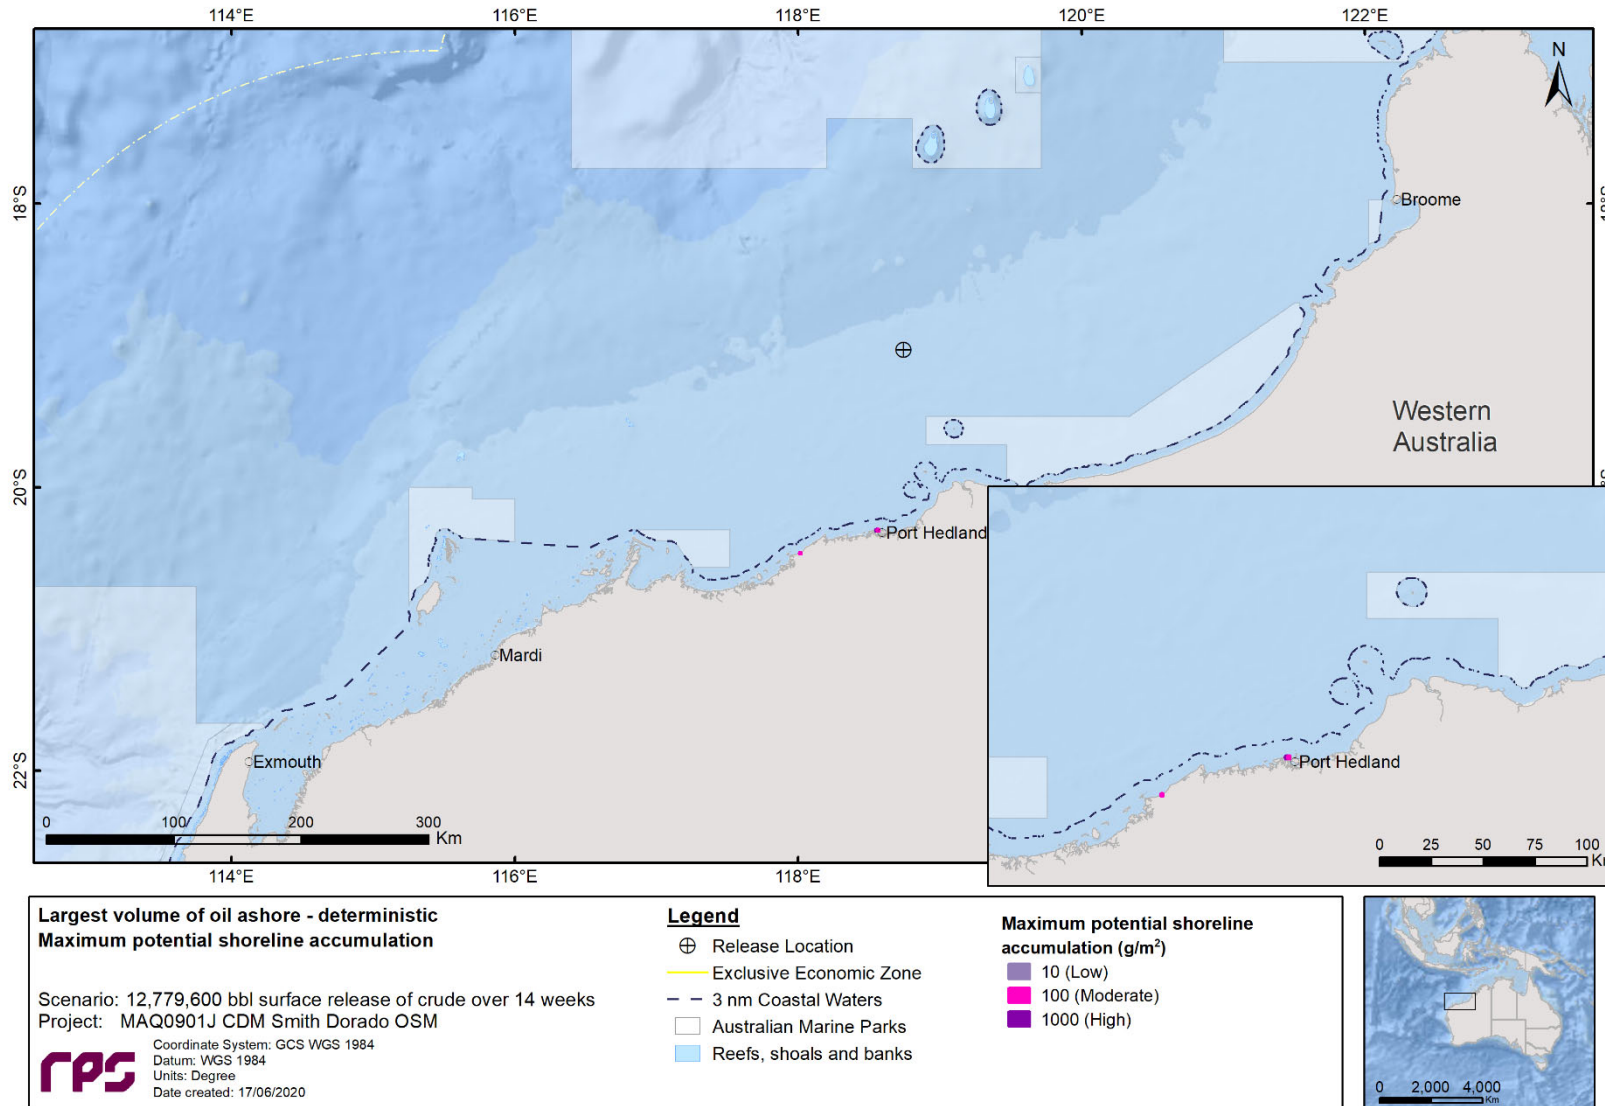 114°E
116°E
118°E
120°E
122°E
N
18°S
Broome
Western
Australia
20°S
Port Hedland
Mardi
Port Hedland
22°S
Exmouth
0 100 200 300
Km
0 25 50 75 100
114°E
116°E
118°E
Largest volume of oil ashore - deterministic
Maximum potential shoreline accumulation
Scenario: 12,779,600 bbl surface release of crude over 14 weeks
Project: MAQ0901J CDM Smith Dorado OSM
rps
Coordinate System: GCS WGS 1984
Datum: WGS 1984
Units: Degree
Date created: 17/06/2020
Legend
Release Location
Exclusive Economic Zone
3 nm Coastal Waters
Australian Marine Parks
Reefs, shoals and banks
Maximum potential shoreline
accumulation (g/m²)
10 (Low)
100 (Moderate)
1000 (High)
0 2,000 4,000
Km